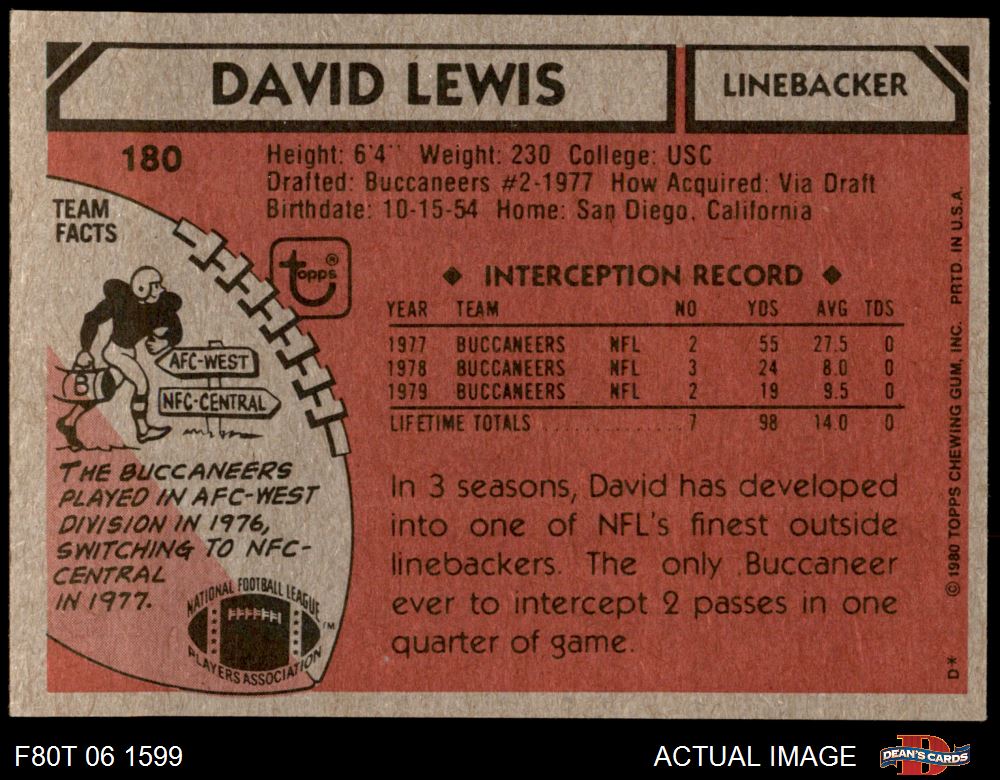 DAVID LEWIS
LINEBACKER
180
Height: 6'4" Weight: 230 College: USC
Drafted: Buccaneers #2-1977 How Acquired: Via Draft
Birthdate: 10-15-54 Home: San Diego, California
TEAM
FACTS
topps®
◆ INTERCEPTION RECORD ◆
YEAR TEAM NO YDS AVG TDS
1977 BUCCANEERS NFL 2 55 27.5 0
1978 BUCCANEERS NFL 3 24 8.0 0
1979 BUCCANEERS NFL 2 19 9.5 0
LIFETIME TOTALS ............... 7 98 14.0 0
AFC-WEST
B
NFC-CENTRAL
THE BUCCANEERS
PLAYED IN AFC-WEST
DIVISION IN 1976,
SWITCHING TO NFC-
CENTRAL
IN 1977.
NATIONAL FOOTBALL LEAGUE
NFLPA
PLAYERS ASSOCIATION
TM
In 3 seasons, David has developed
into one of NFL's finest outside
linebackers. The only Buccaneer
ever to intercept 2 passes in one
quarter of game.
D* © 1980 TOPPS CHEWING GUM, INC. PRTD. IN U.S.A.
F80T 06 1599
ACTUAL IMAGE
DEAN'S CARDS